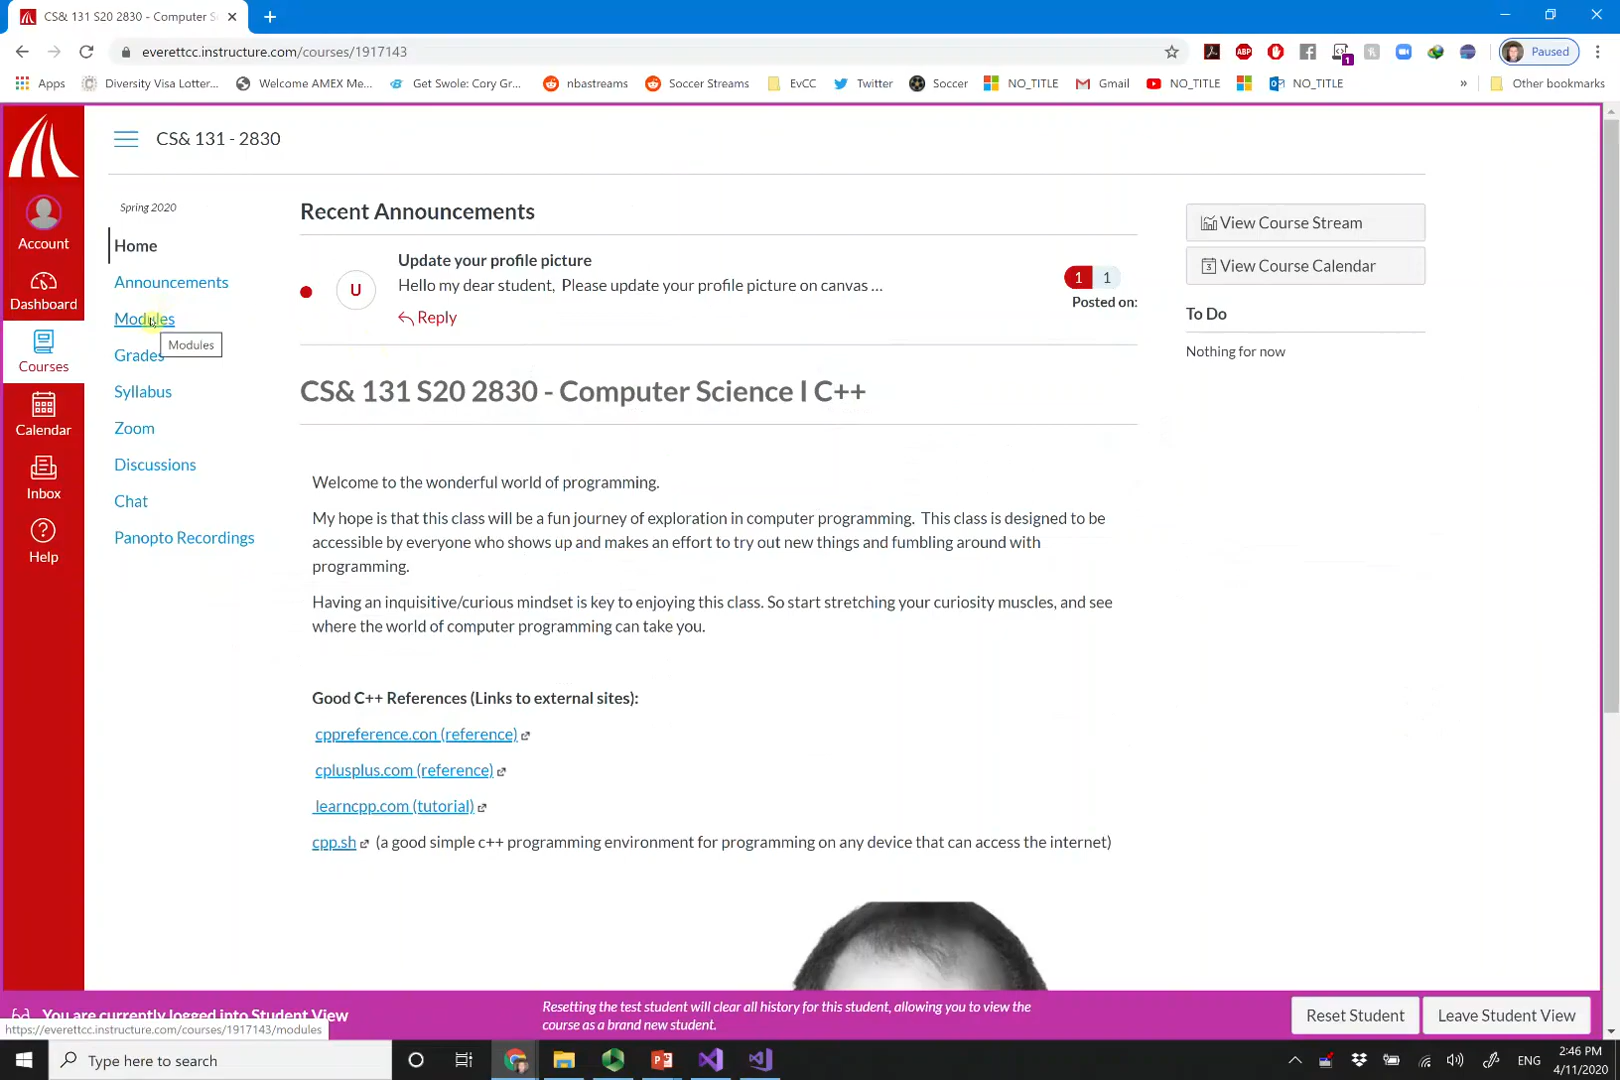 CS& 131 S20 2830 - Computer S
everettcc.instructure.com/courses/1917143
ABP
1
Paused
Apps
Diversity Visa Lotter...
Welcome AMEX Me...
Get Swole: Cory Gr...
nbastreams
Soccer Streams
EvCC
Twitter
Soccer
NO_TITLE
Gmail
NO_TITLE
NO_TITLE
»
Other bookmarks
CS& 131 - 2830
Account
Dashboard
Courses
Calendar
Inbox
Help
Spring 2020
Home
Announcements
Modules
Modules
Grades
Syllabus
Zoom
Discussions
Chat
Panopto Recordings
Recent Announcements
U
Update your profile picture
Hello my dear student, Please update your profile picture on canvas ...
Reply
1 1
Posted on:
CS& 131 S20 2830 - Computer Science I C++
Welcome to the wonderful world of programming.
My hope is that this class will be a fun journey of exploration in computer programming. This class is designed to be
accessible by everyone who shows up and makes an effort to try out new things and fumbling around with
programming.
Having an inquisitive/curious mindset is key to enjoying this class. So start stretching your curiosity muscles, and see
where the world of computer programming can take you.
Good C++ References (Links to external sites):
cppreference.con (reference)
cplusplus.com (reference)
learncpp.com (tutorial)
cpp.sh (a good simple c++ programming environment for programming on any device that can access the internet)
View Course Stream
3 View Course Calendar
To Do
Nothing for now
You are currently logged into Student View
https://everettcc.instructure.com/courses/1917143/modules
Resetting the test student will clear all history for this student, allowing you to view the
course as a brand new student.
Reset Student
Leave Student View
Type here to search
ENG
2:46 PM
4/11/2020